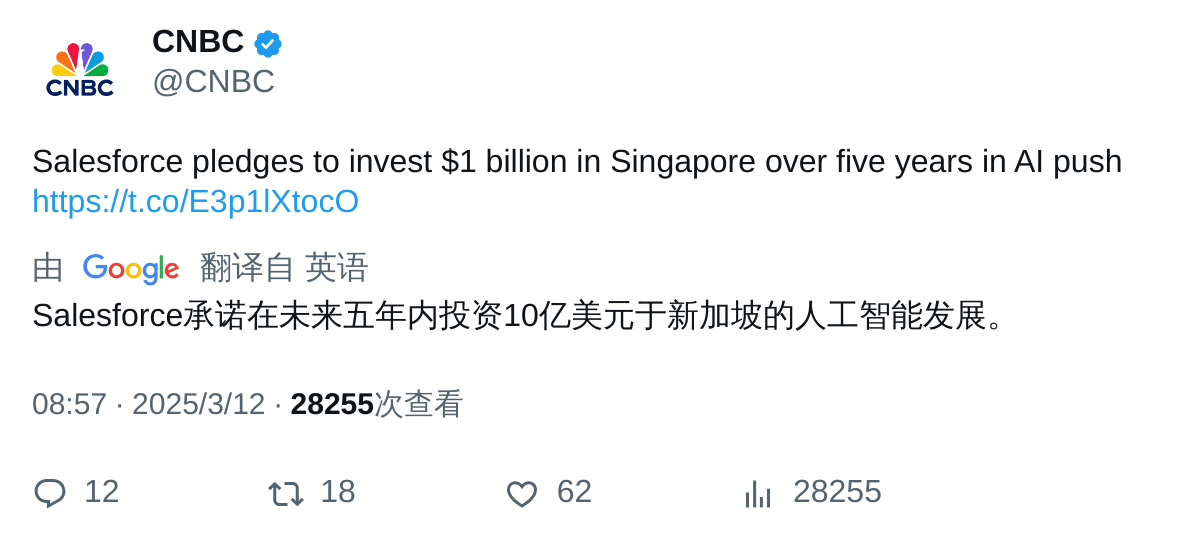 CNBC
@CNBC
CNBC
Salesforce pledges to invest $1 billion in Singapore over five years in AI push
https://t.co/E3p1lXtocO
由 Google 翻译自 英语
Salesforce承诺在未来五年内投资10亿美元于新加坡的人工智能发展。
08:57 · 2025/3/12 · 28255次查看
12 18 62 28255